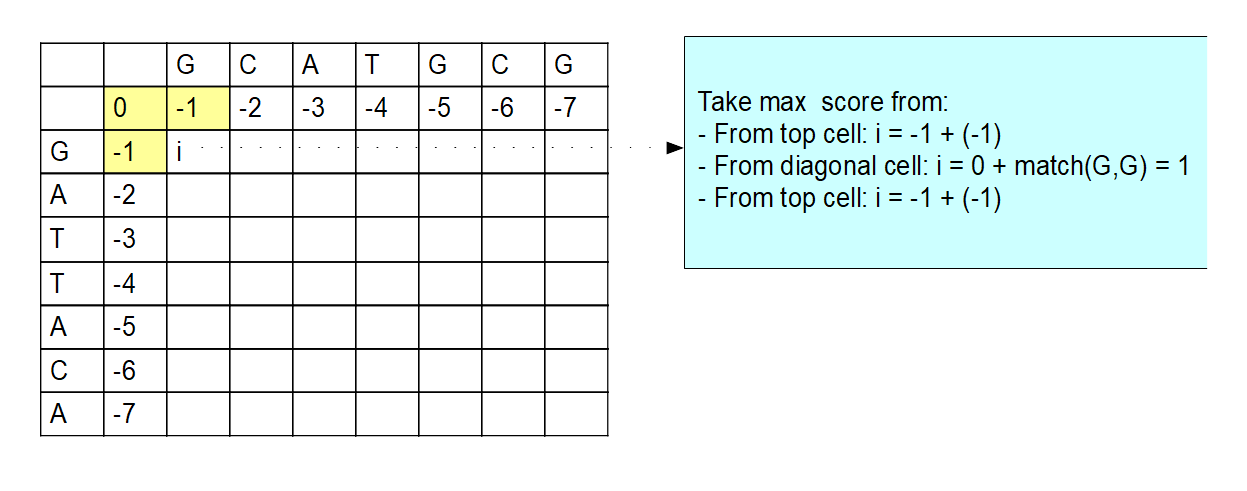 G C A T G C G
0 -1 -2 -3 -4 -5 -6 -7
G -1 i
A -2
T -3
T -4
A -5
C -6
A -7
Take max score from:
- From top cell: i = -1 + (-1)
- From diagonal cell: i = 0 + match(G,G) = 1
- From top cell: i = -1 + (-1)